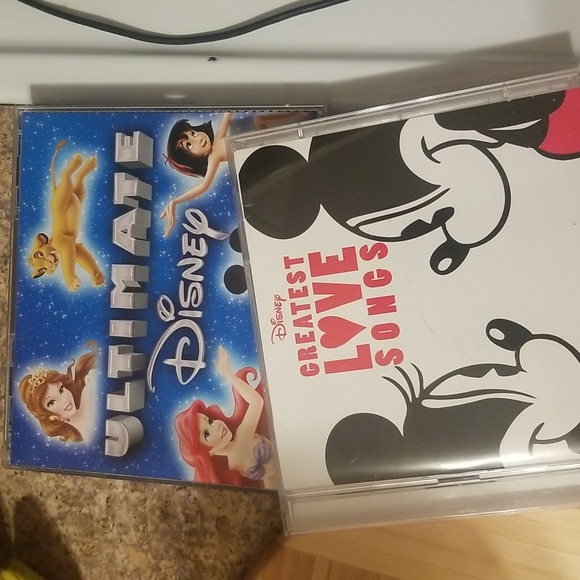 ULTIMATE
Disney
Disney
GREATEST
LOVE
SONGS